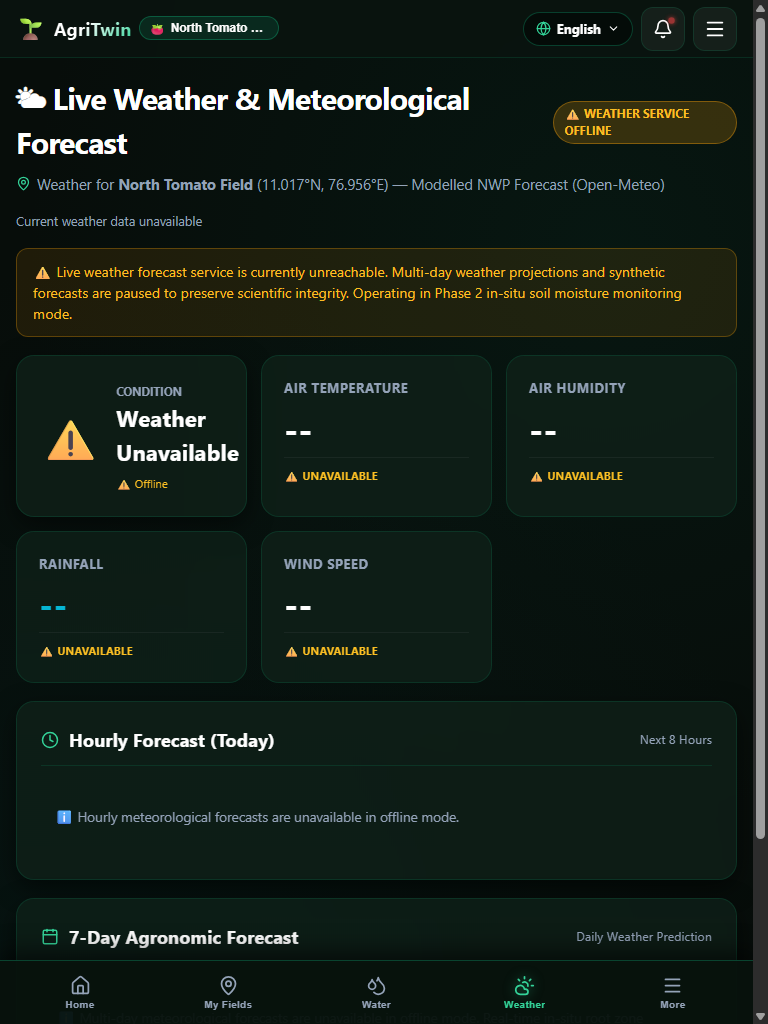 AgriTwin
North Tomato ...
English
Live Weather & Meteorological
Forecast
WEATHER SERVICE
OFFLINE
Weather for North Tomato Field (11.017°N, 76.956°E) — Modelled NWP Forecast (Open-Meteo)
Current weather data unavailable
Live weather forecast service is currently unreachable. Multi-day weather projections and synthetic
forecasts are paused to preserve scientific integrity. Operating in Phase 2 in-situ soil moisture monitoring
mode.
CONDITION
Weather
Unavailable
Offline
AIR TEMPERATURE
--
UNAVAILABLE
AIR HUMIDITY
--
UNAVAILABLE
RAINFALL
--
UNAVAILABLE
WIND SPEED
--
UNAVAILABLE
Hourly Forecast (Today)
Next 8 Hours
Hourly meteorological forecasts are unavailable in offline mode.
7-Day Agronomic Forecast
Daily Weather Prediction
Home
My Fields
Water
Weather
More